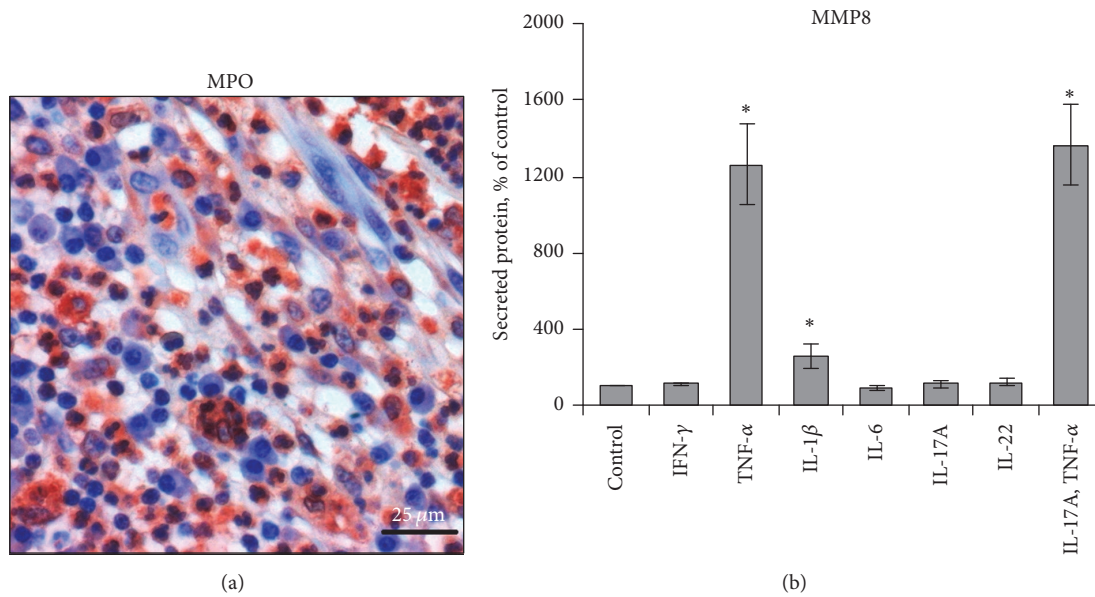 MPO
25 μm
(a)
MMP8
Secreted protein, % of control
2000
1600
1200
800
400
0
*
*
*
Control
IFN-γ
TNF-α
IL-1β
IL-6
IL-17A
IL-22
IL-17A, TNF-α
(b)